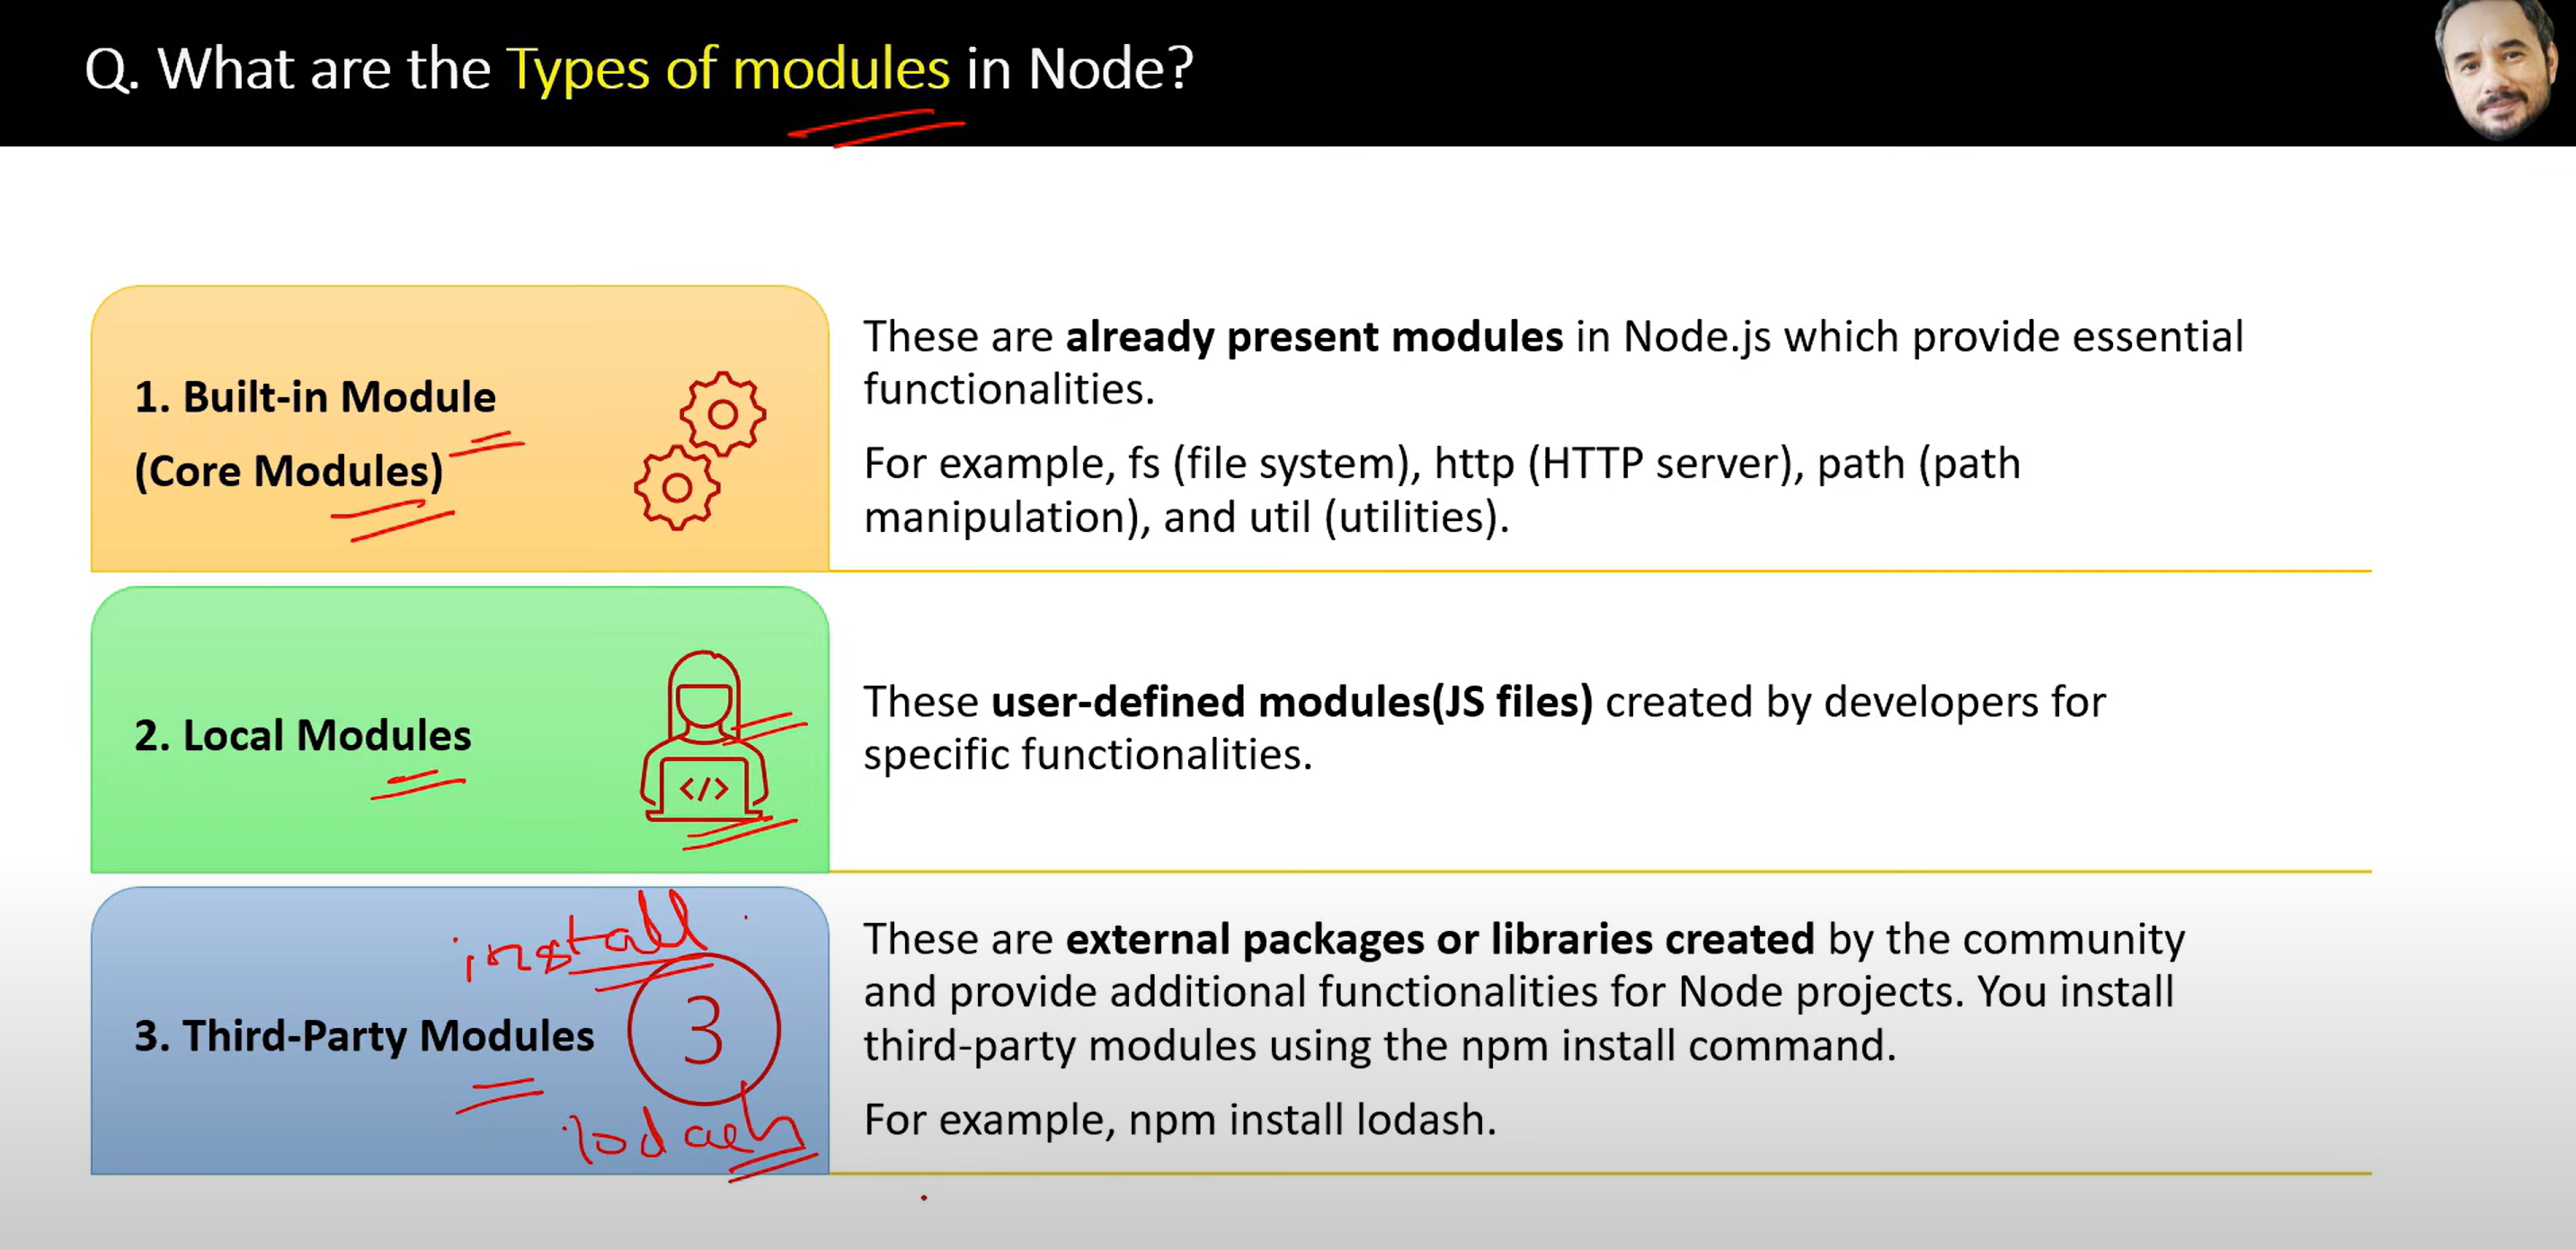 Q. What are the Types of modules in Node?
1. Built-in Module
(Core Modules)
These are already present modules in Node.js which provide essential
functionalities.
For example, fs (file system), http (HTTP server), path (path
manipulation), and util (utilities).
2. Local Modules
</>
These user-defined modules(JS files) created by developers for
specific functionalities.
install
3. Third-Party Modules
3
lodash
These are external packages or libraries created by the community
and provide additional functionalities for Node projects. You install
third-party modules using the npm install command.
For example, npm install lodash.